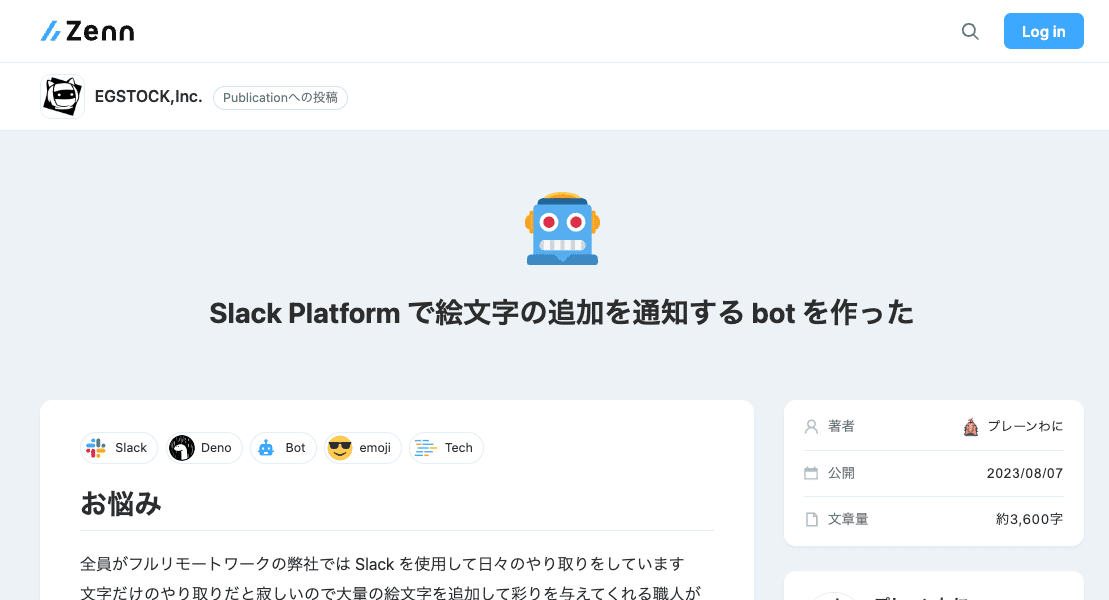 Zenn
Log in
EGSTOCK,Inc.
Publicationへの投稿
Slack Platform で絵文字の追加を通知する bot を作った
Slack
Deno
Bot
emoji
Tech
お悩み
全員がフルリモートワークの弊社では Slack を使用して日々のやり取りをしています
文字だけのやり取りだと寂しいので大量の絵文字を追加して彩りを与えてくれる職人が
著者
プレーンわに
公開
2023/08/07
文章量
約3,600字